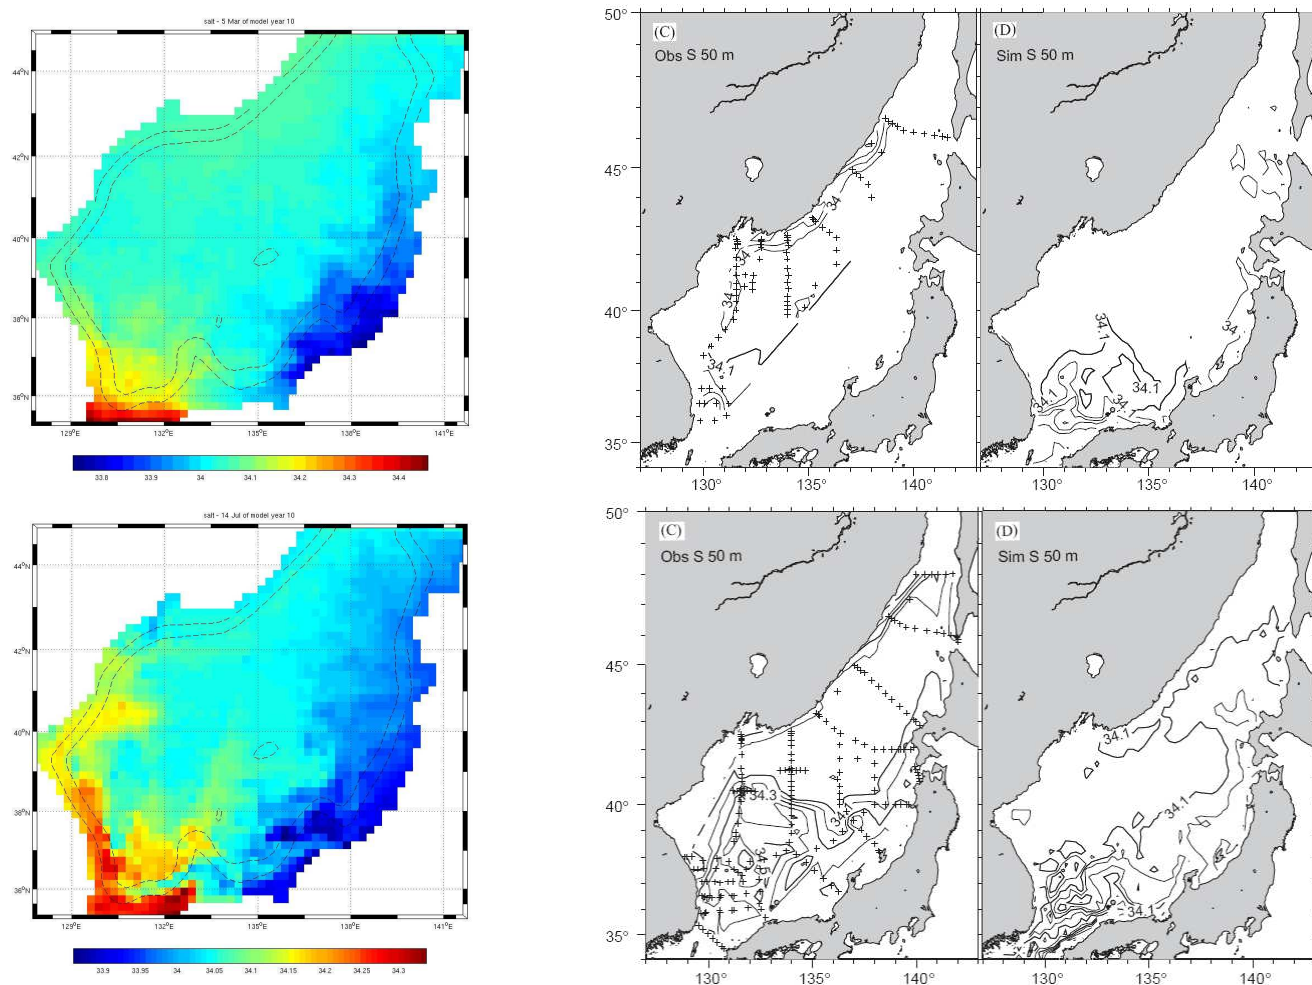 salt - 5 Mar of model year 10
44°N
42°N
40°N
38°N
36°N
129°E 132°E 135°E 138°E 141°E
33.8 33.9 34 34.1 34.2 34.3 34.4
50° (C) (D)
Obs S 50 m Sim S 50 m
45°
34
34
34
40°
34.1
34.1
34.1
34
34.1
34
35°
130° 135° 140° 130° 135° 140°
salt - 14 Jul of model year 10
44°N
42°N
40°N
38°N
36°N
129°E 132°E 135°E 138°E 141°E
33.9 33.95 34 34.05 34.1 34.15 34.2 34.25 34.3
50° (C) (D)
Obs S 50 m Sim S 50 m
45°
34.1
40°
34.3
34.1
34.1
35°
130° 135° 140° 130° 135° 140°